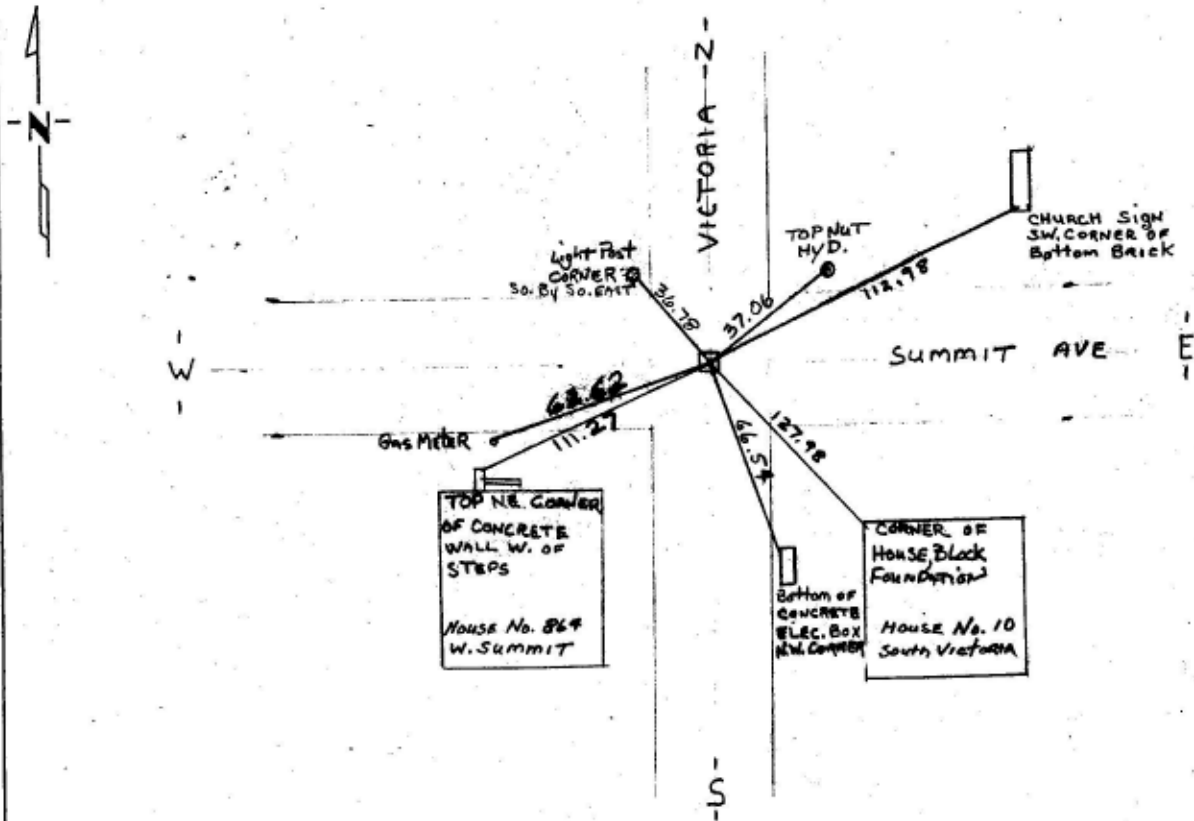 N
-N-
VICTORIA
Light Post
CORNER
So. By So. EAST
TOP NUT
HYD.
CHURCH SIGN
S.W. CORNER OF
Bottom BRICK
36.78
37.06
112.98
W
SUMMIT AVE
E
111.27
Gas Meter
66.54
127.98
TOP N.E. CORNER
OF CONCRETE
WALL W. OF
STEPS
House No. 864
W. SUMMIT
Bottom of
CONCRETE
ELEC. BOX
N.W. CORNER
CORNER OF
HOUSE, Block
FOUNDATION
HOUSE No. 10
South Victoria
S